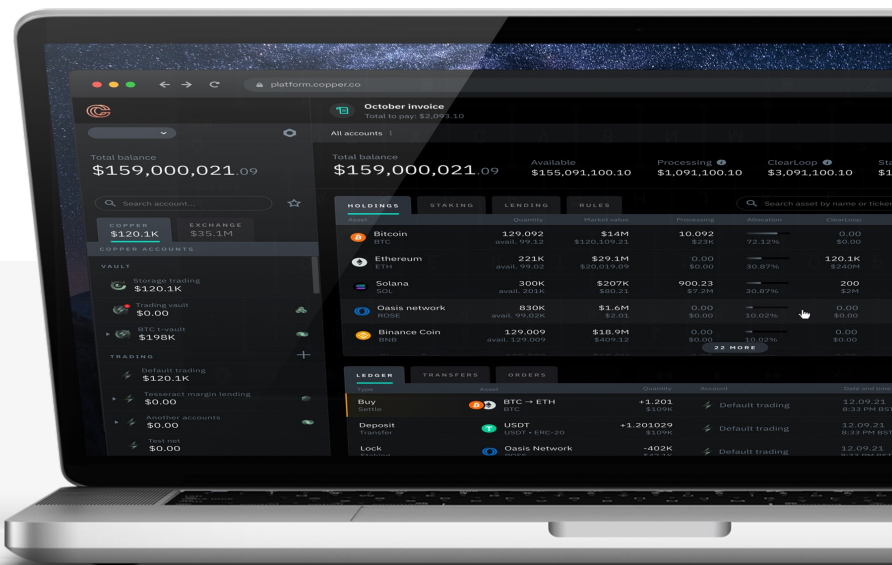 platform.copper.co
October invoice
Total to pay: $2,093.10
All accounts
Total balance
$159,000,021.09
Search account...
COPPER
$120.1K
EXCHANGE
$35.1M
COPPER ACCOUNTS
VAULT
Storage trading
$120.1K
Trading vault
$0.00
BTC t-vault
$198K
TRADING
Default trading
$120.1K
Tesseract margin lending
$0.00
Another accounts
$0.00
Test net
$0.00
Total balance
$159,000,021.09
Available
$155,091,100.10
Processing
$1,091,100.10
ClearLoop
$3,091,100.10
HOLDINGS STAKING LENDING RULES
Search asset by name or ticker
Asset Quantity Market value Processing Allocation ClearLoop
Bitcoin 129.092 $14M 10.092 0.00
BTC avail. 99.12 $120,109.21 $23K 72.12% $0.00
Ethereum 221K $29.1M 0.00 120.1K
ETH avail. 99.02 $20,019.09 $0.00 30.87% $240M
Solana 300K $207K 900.23 200
SOL avail. 201K $80.21 $7.2M 30.87% $2M
Oasis network 830K $1.6M 0.00 0.00
ROSE avail. 99.02K $2.01 $0.00 10.02% $0.00
Binance Coin 129.009 $18.9M 0.00 0.00
BNB avail. 129.009 $409.12 $0.00 10.02% $0.00
22 MORE
LEDGER TRANSFERS ORDERS
Type Asset Quantity Account Date and time
Buy BTC → ETH +1.201 Default trading 12.09.21
Settle BTC $109K 8:33 PM BST
Deposit USDT +1.201029 Default trading 12.09.21
Transfer USDT • ERC-20 $109K 8:33 PM BST
Lock Oasis Network -402K Default trading 12.09.21